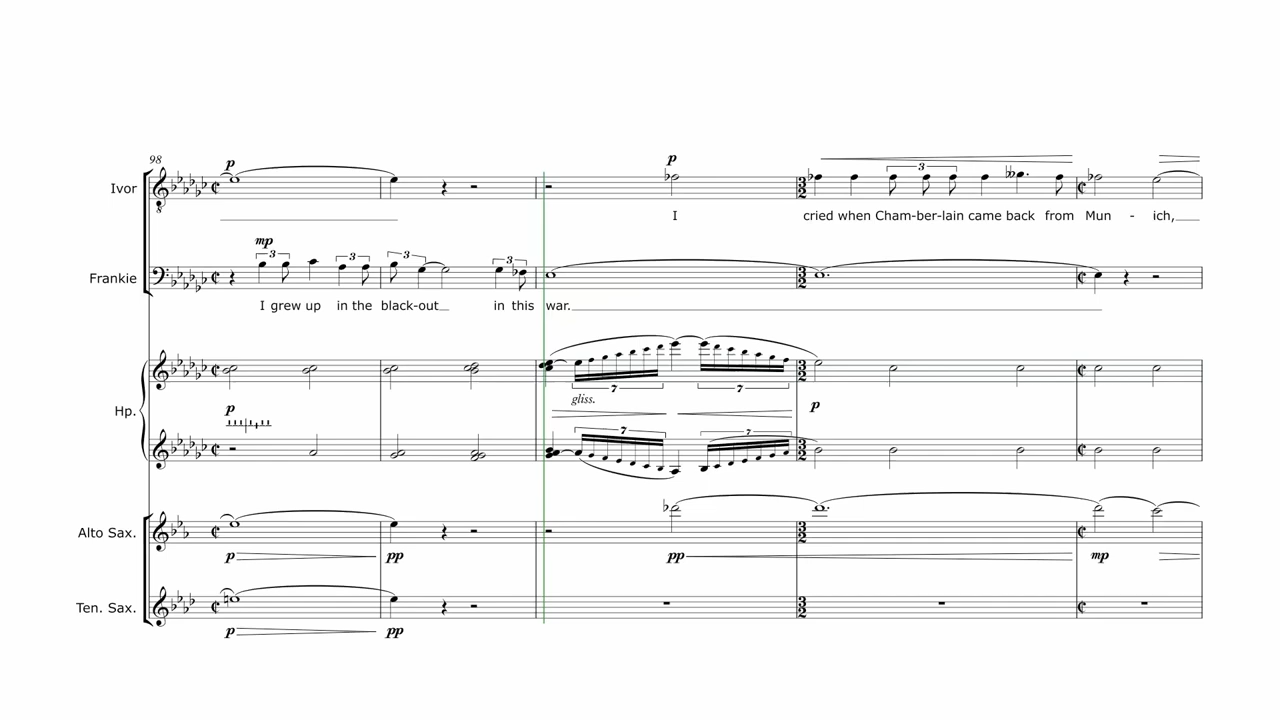 98
p
p
Ivor
I
cried when Cham-ber-lain came back from Mun - ich,
mp
3 3 3 3
Frankie
I grew up in the black-out in this war.
7 7
gliss.
Hp.
p
p
7 7
Alto Sax.
p pp pp mp
Ten. Sax.
p pp